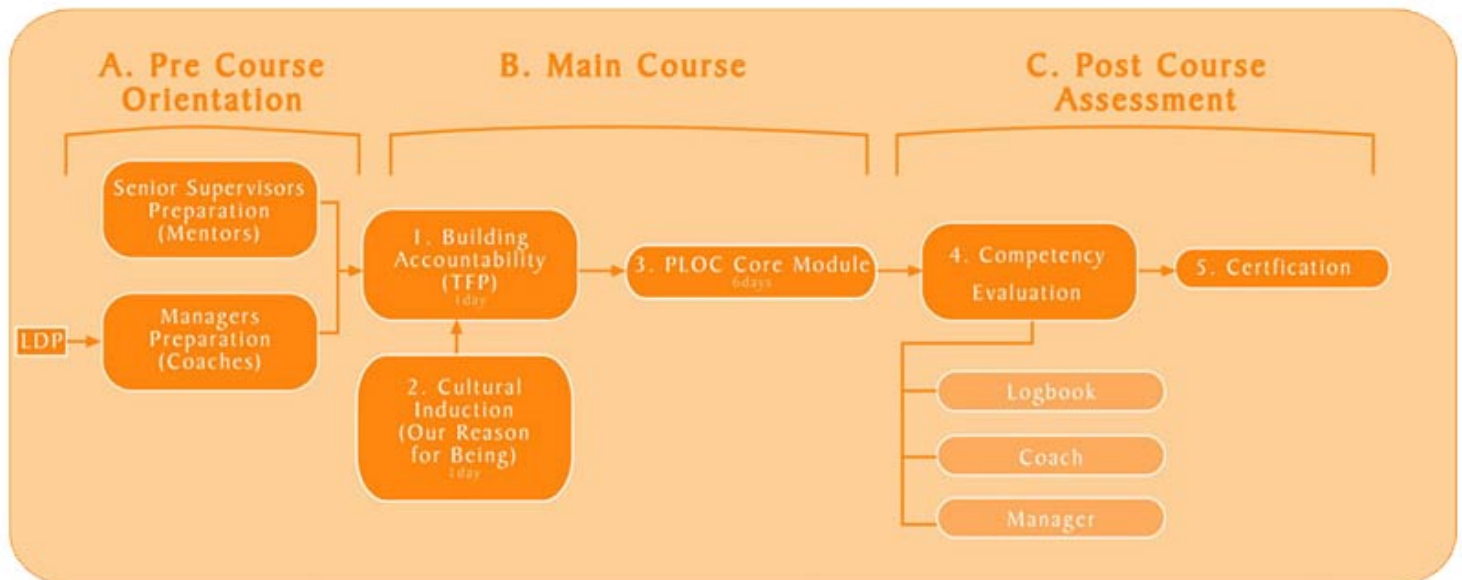 A. Pre Course
Orientation
B. Main Course
C. Post Course
Assessment
Senior Supervisors
Preparation
(Mentors)
LDP
Managers
Preparation
(Coaches)
1. Building
Accountability
(TFP)
1day
2. Cultural
Induction
(Our Reason
for Being)
1day
3. PLOC Core Module
6days
4. Competency
Evaluation
5. Certfication
Logbook
Coach
Manager